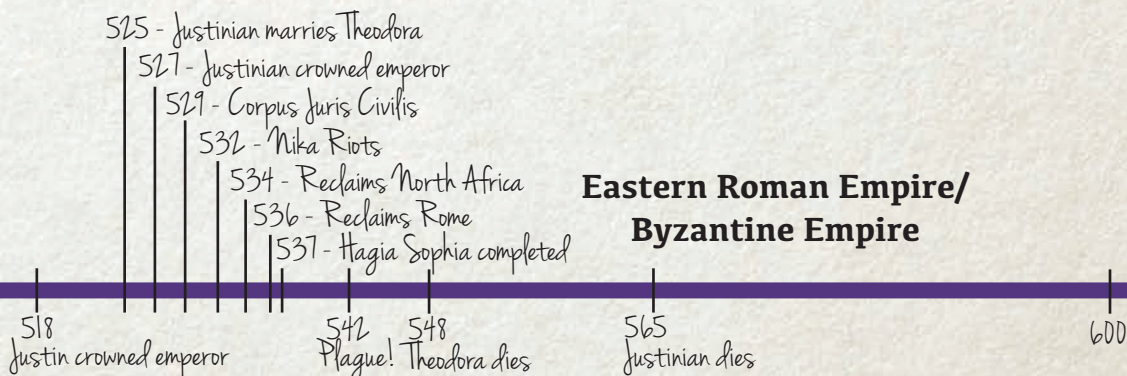 525 - Justinian marries Theodora
527 - Justinian crowned emperor
529 - Corpus Juris Civilis
532 - Nika Riots
534 - Reclaims North Africa
536 - Reclaims Rome
537 - Hagia Sophia completed
Eastern Roman Empire/
Byzantine Empire
518
Justin crowned emperor
542
Plague!
548
Theodora dies
565
Justinian dies
600